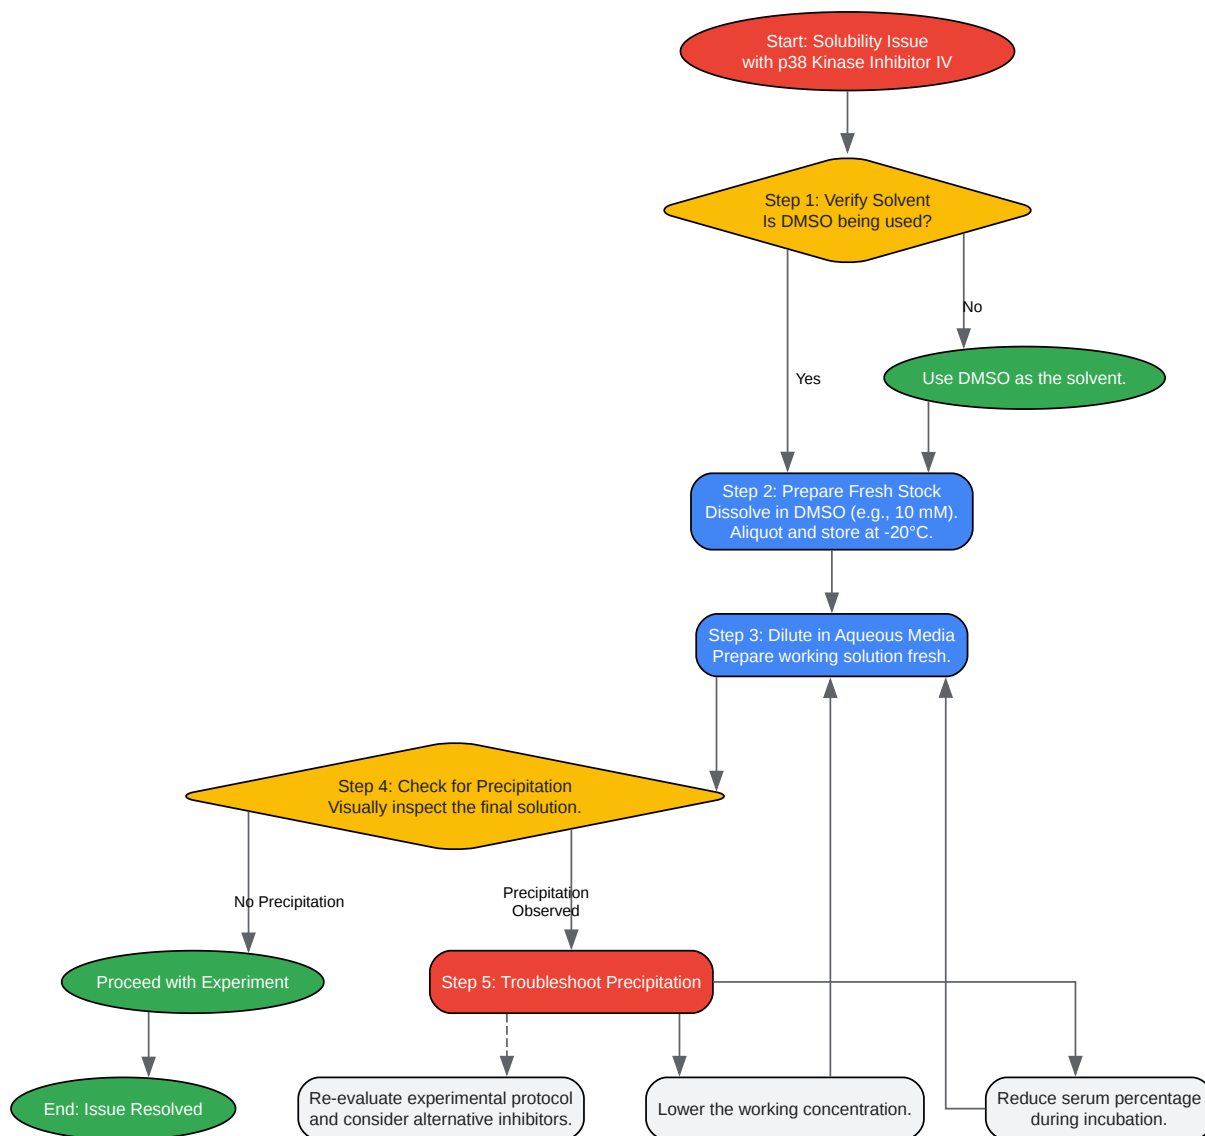 Start: Solubility Issue
with p38 Kinase Inhibitor IV
Step 1: Verify Solvent
Is DMSO being used?
No
Yes
Use DMSO as the solvent.
Step 2: Prepare Fresh Stock
Dissolve in DMSO (e.g., 10 mM).
Aliquot and store at -20°C.
Step 3: Dilute in Aqueous Media
Prepare working solution fresh.
Step 4: Check for Precipitation
Visually inspect the final solution.
No Precipitation
Precipitation
Observed
Proceed with Experiment
Step 5: Troubleshoot Precipitation
End: Issue Resolved
Re-evaluate experimental protocol
and consider alternative inhibitors.
Lower the working concentration.
Reduce serum percentage
during incubation.